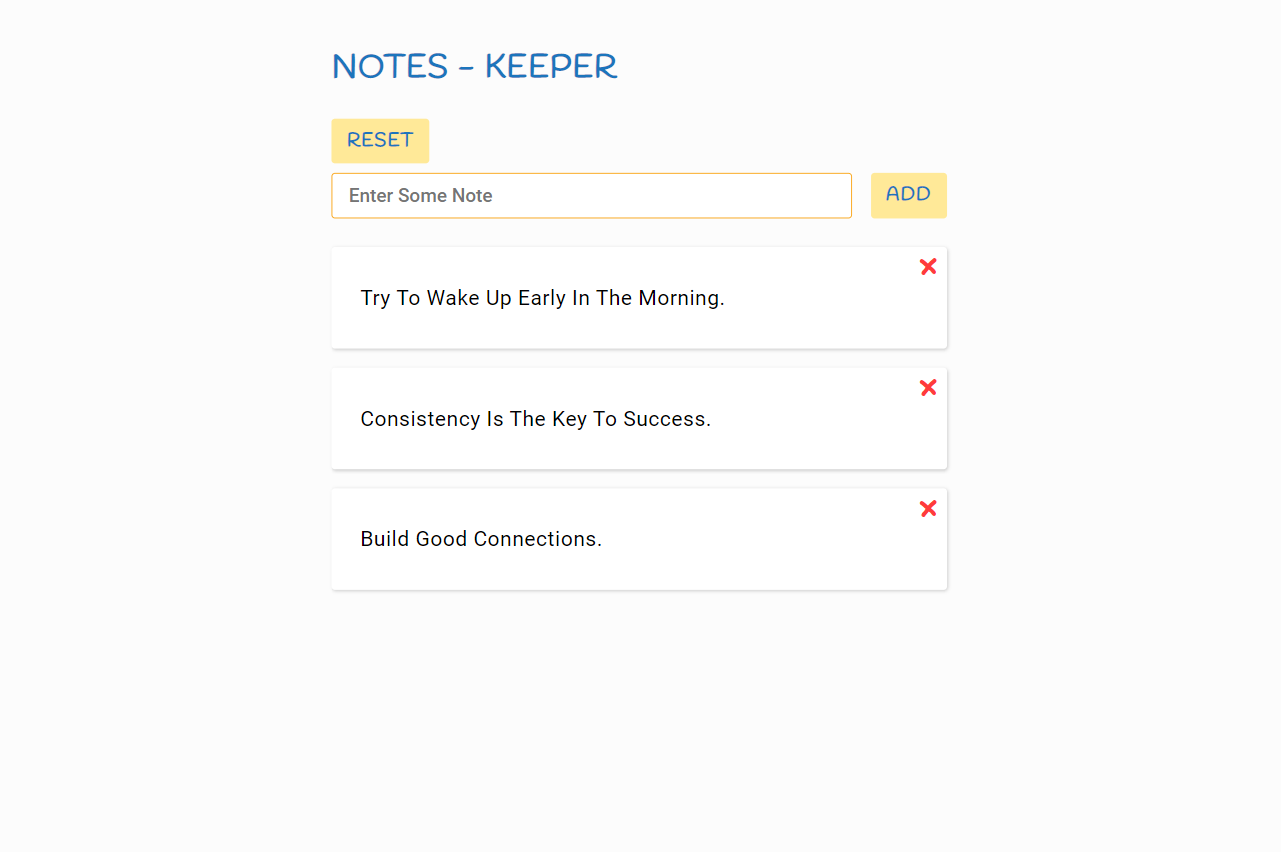 NOTES - KEEPER
RESET
Enter Some Note
ADD
Try To Wake Up Early In The Morning.
Consistency Is The Key To Success.
Build Good Connections.